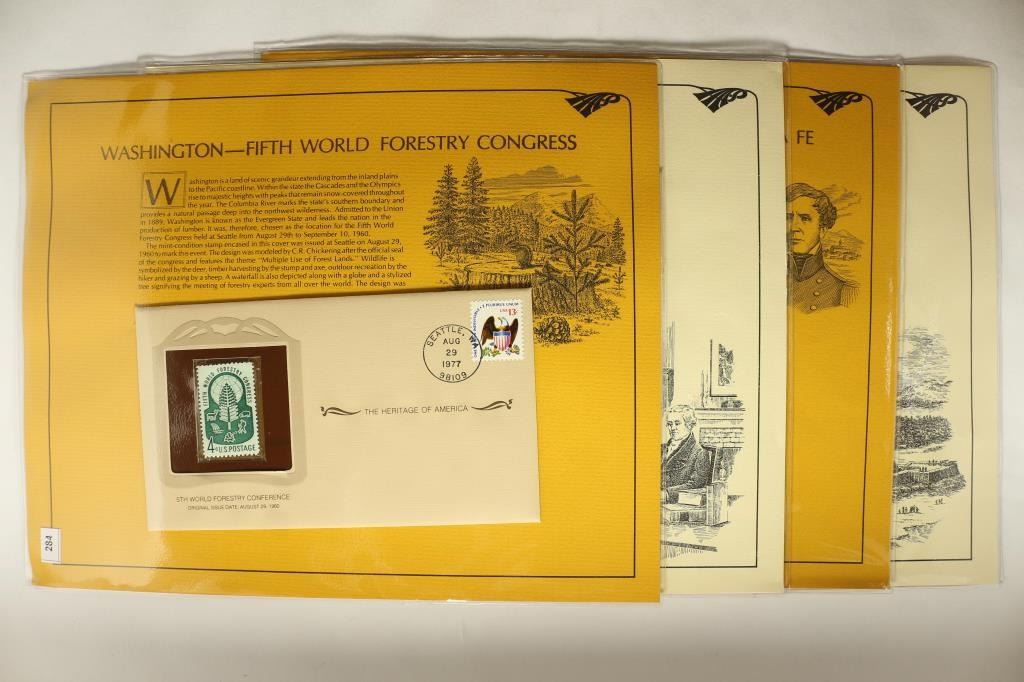 WASHINGTON—FIFTH WORLD FORESTRY CONGRESS
Washington is a land of scenic grandeur extending from the inland plains
to the Pacific coastline. Within the state the Cascades and the Olympics
rise to majestic heights with peaks that remain snow-covered throughout
the year. The Columbia River marks the state's southern boundary and
provides a natural passage deep into the northwest wilderness. Admitted to the Union
in 1889, Washington is known as the Evergreen State and leads the nation in the
production of lumber. It was, therefore, chosen as the location for the Fifth World
Forestry Congress held at Seattle from August 29th to September 10, 1960.
The mint-condition stamp encased in this cover was issued at Seattle on August 29,
1960 to mark this event. The design was modeled by C.R. Chickering after the official seal
of the congress and features the theme "Multiple Use of Forest Lands." Wildlife is
symbolized by the deer, timber harvesting by the stump and axe, outdoor recreation by the
hiker and grazing by a sheep. A waterfall is also depicted along with a globe and a stylized
tree signifying the meeting of forestry experts from all over the world. The design was
FE
E PLURIBUS UNUM
USA 13c
SEATTLE, WA
AUG
29
1977
98109
FIFTH WORLD FORESTRY CONGRESS
4¢ U.S. POSTAGE
THE HERITAGE OF AMERICA
5TH WORLD FORESTRY CONFERENCE
ORIGINAL ISSUE DATE: AUGUST 29, 1960
284